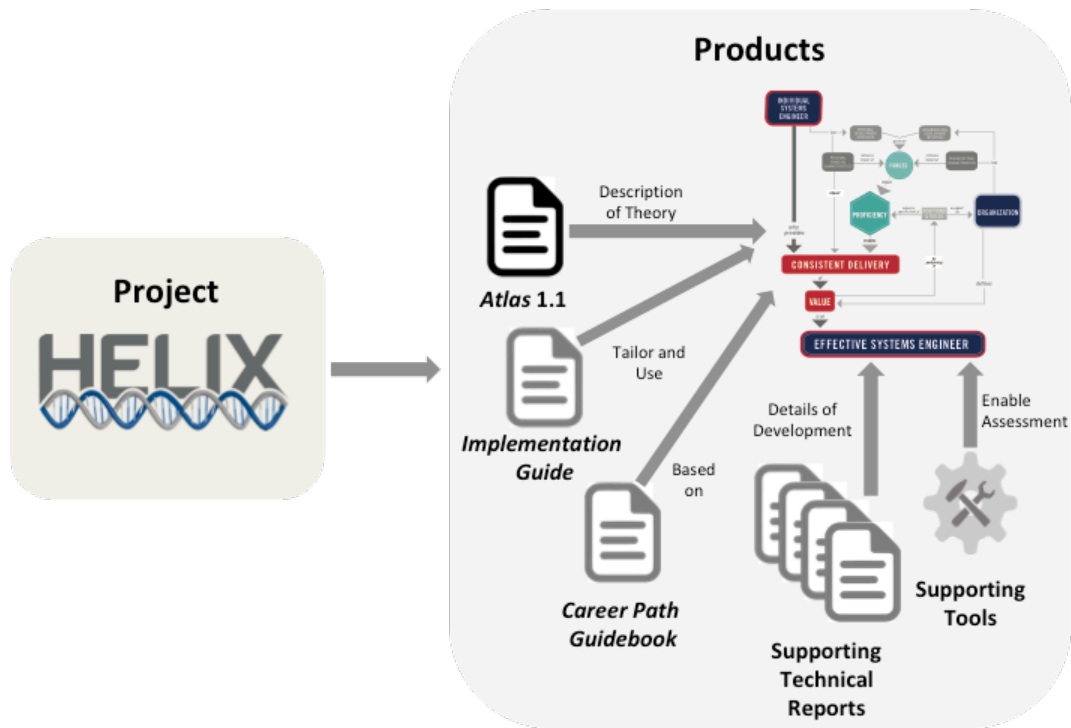 Products
INDIVIDUAL
SYSTEMS
ENGINEER
FORCES
PROFICIENCY
ORGANIZATION
CONSISTENT DELIVERY
VALUE
EFFECTIVE SYSTEMS ENGINEER
Description
of Theory
Atlas 1.1
Project
HELIX
Tailor and
Use
Implementation
Guide
Based
on
Career Path
Guidebook
Details of
Development
Supporting
Technical
Reports
Enable
Assessment
Supporting
Tools